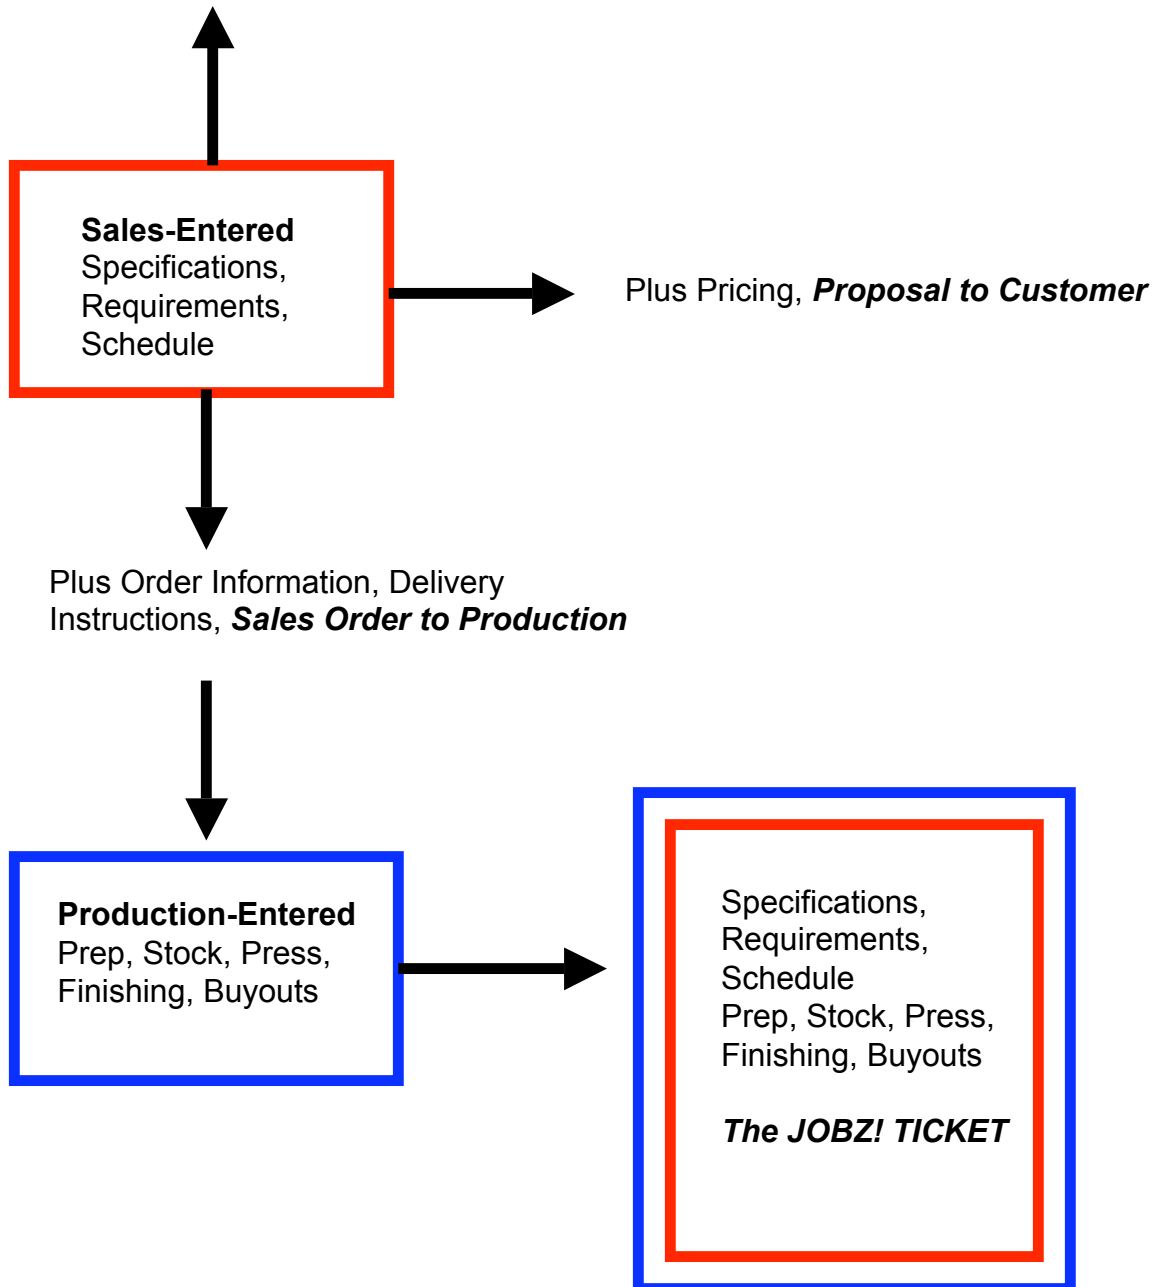 Sales-Entered
Specifications,
Requirements,
Schedule
Plus Pricing, Proposal to Customer
Plus Order Information, Delivery
Instructions, Sales Order to Production
Production-Entered
Prep, Stock, Press,
Finishing, Buyouts
Specifications,
Requirements,
Schedule
Prep, Stock, Press,
Finishing, Buyouts
The JOBZ! TICKET